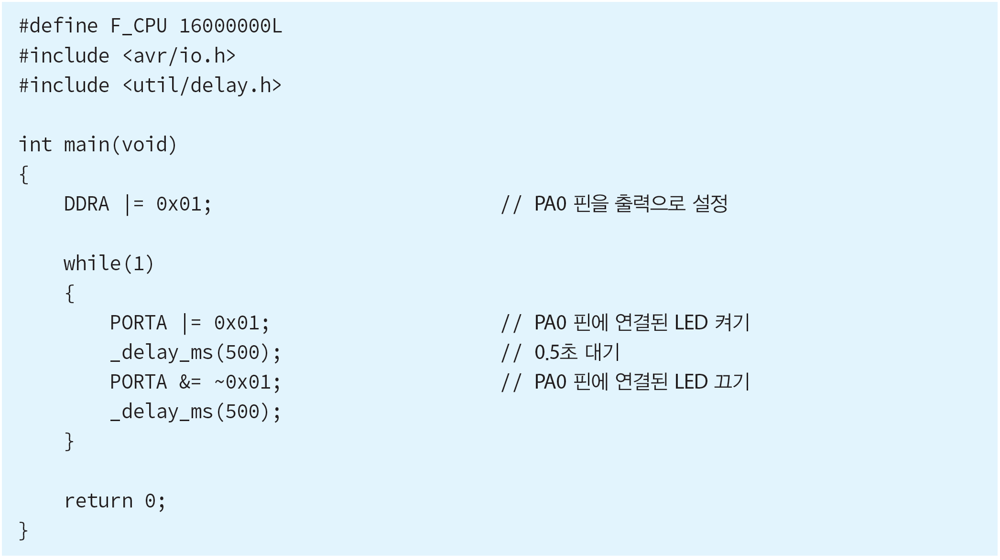 #define F_CPU 16000000L
#include <avr/io.h>
#include <util/delay.h>

int main(void)
{
    DDRA |= 0x01;                         // PA0 핀을 출력으로 설정

    while(1)
    {
        PORTA |= 0x01;                    // PA0 핀에 연결된 LED 켜기
        _delay_ms(500);                   // 0.5초 대기
        PORTA &= ~0x01;                   // PA0 핀에 연결된 LED 끄기
        _delay_ms(500);
    }

    return 0;
}